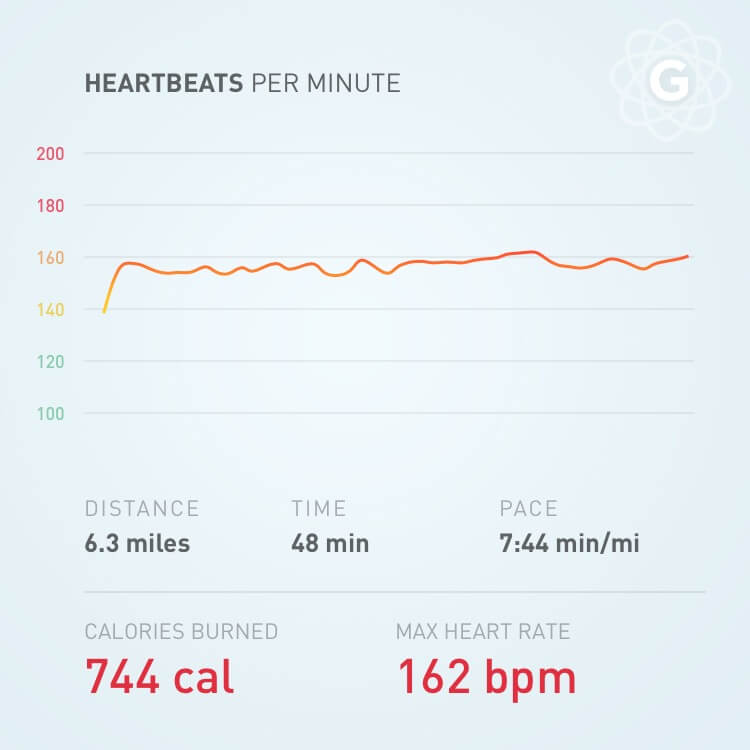 G
HEARTBEATS PER MINUTE
200
180
160
140
120
100
DISTANCE TIME PACE
6.3 miles 48 min 7:44 min/mi
CALORIES BURNED MAX HEART RATE
744 cal 162 bpm